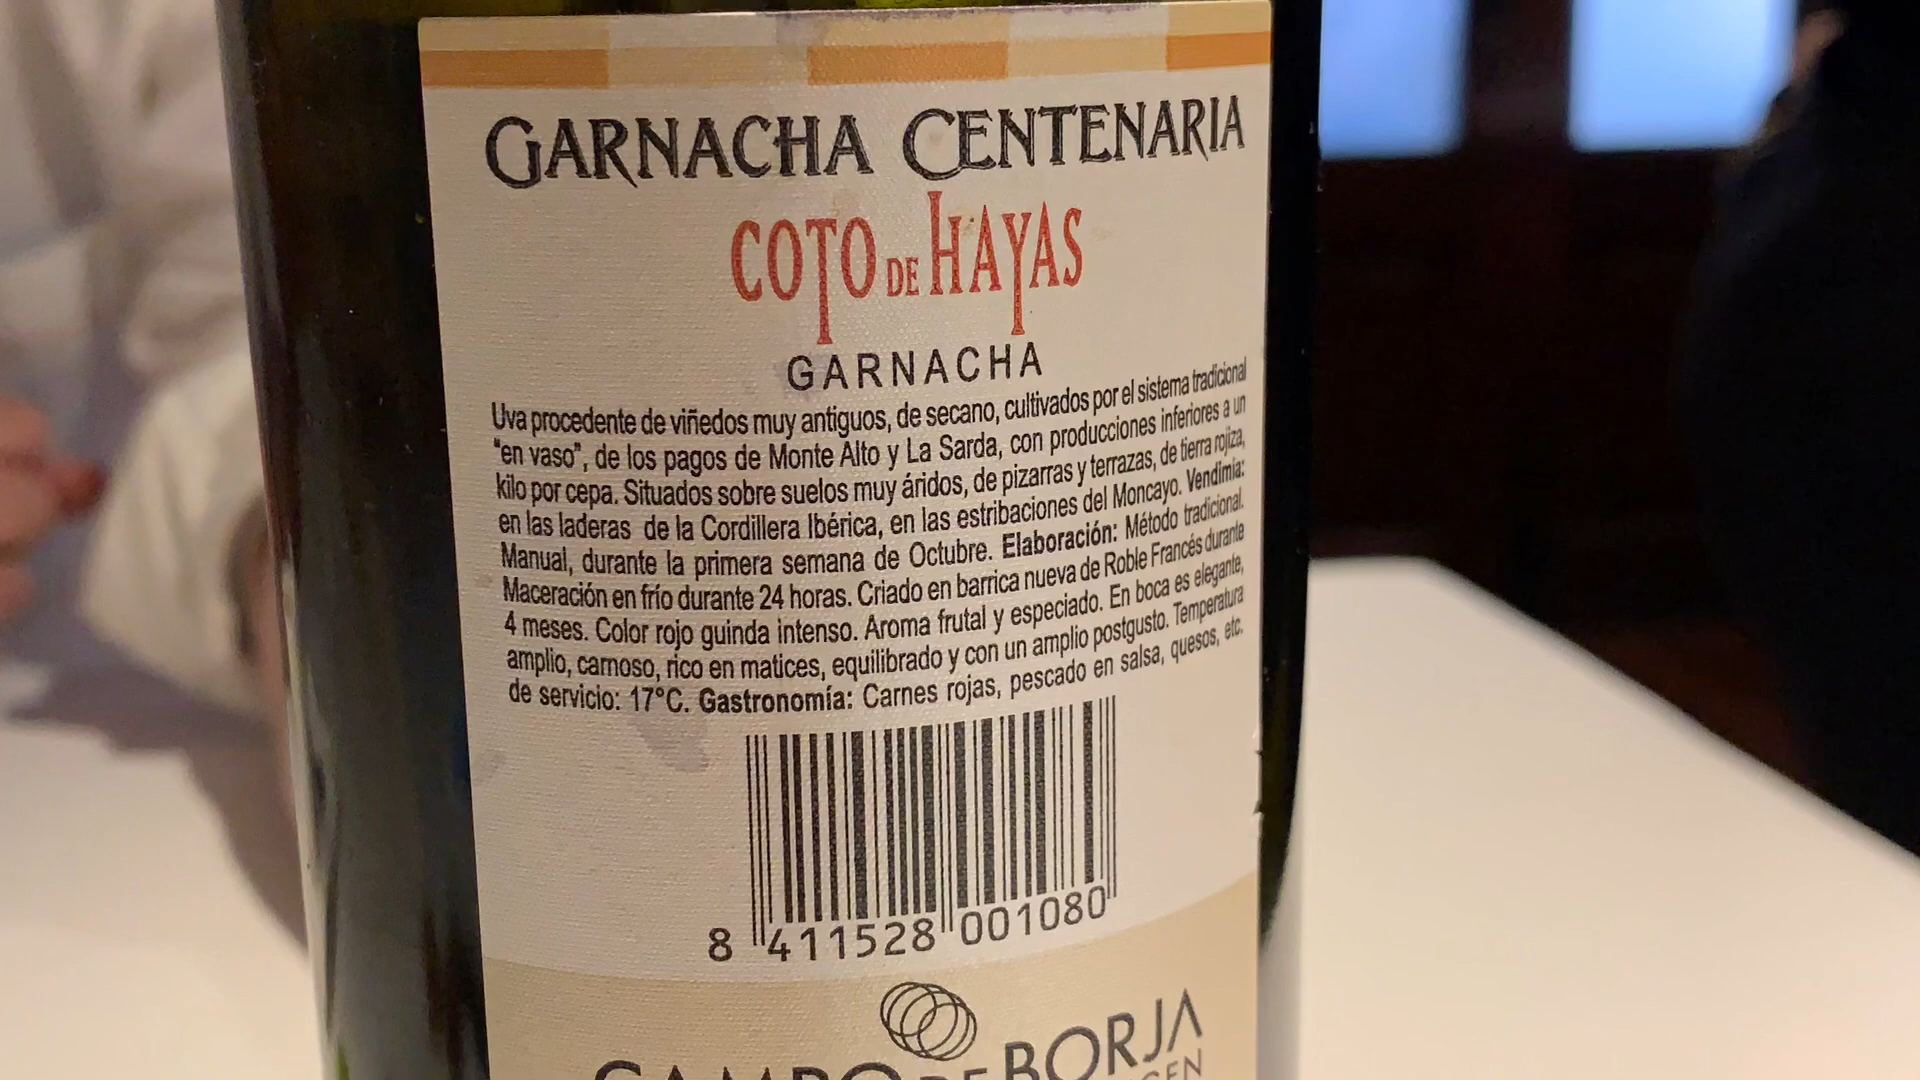 GARNACHA CENTENARIA
COTO DE HAYAS
GARNACHA
Uva procedente de viñedos muy antiguos, de secano, cultivados por el sistema tradicional
"en vaso", de los pagos de Monte Alto y La Sarda, con producciones inferiores a un
kilo por cepa. Situados sobre suelos muy áridos, de pizarras y terrazas, de tierra rojiza,
en las laderas de la Cordillera Ibérica, en las estribaciones del Moncayo. Vendimia:
Manual, durante la primera semana de Octubre. Elaboración: Método tradicional.
Maceración en frío durante 24 horas. Criado en barrica nueva de Roble Francés durante
4 meses. Color rojo guinda intenso. Aroma frutal y especiado. En boca es elegante,
amplio, carnoso, rico en matices, equilibrado y con un amplio postgusto. Temperatura
de servicio: 17°C. Gastronomía: Carnes rojas, pescado en salsa, quesos, etc.
8 411528 001080
CAMPO DE BORJA